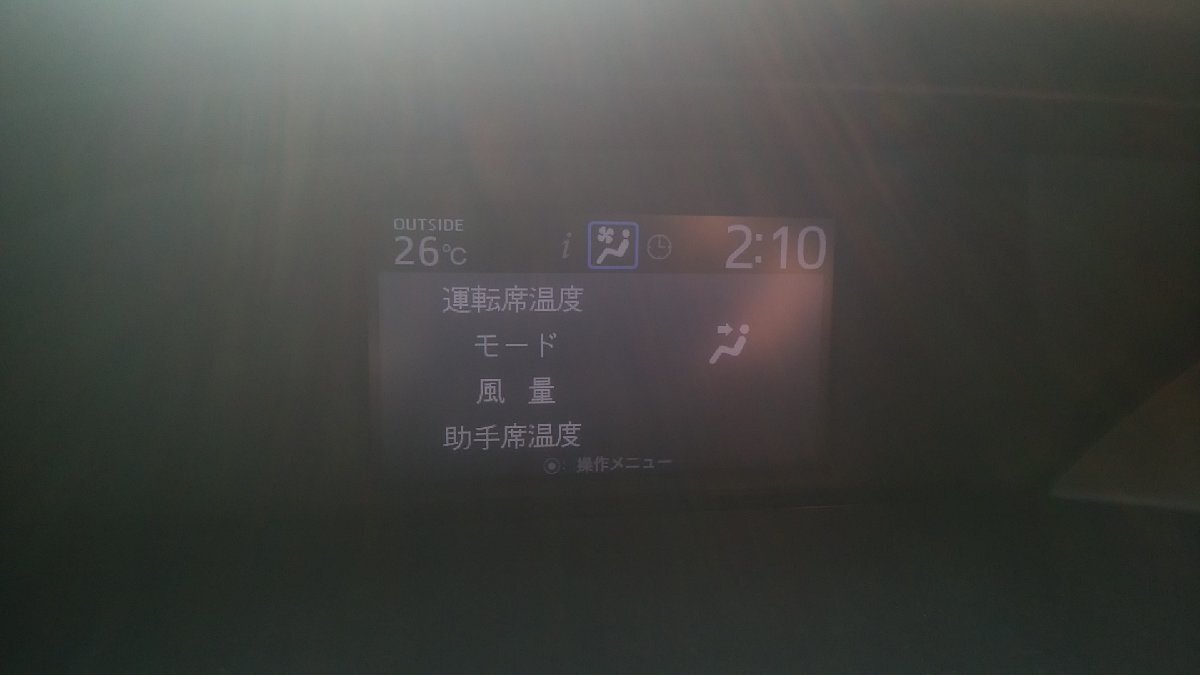 OUTSIDE
26℃
i
2:10
運転席温度
モード
風 量
助手席温度
: 操作メニュー